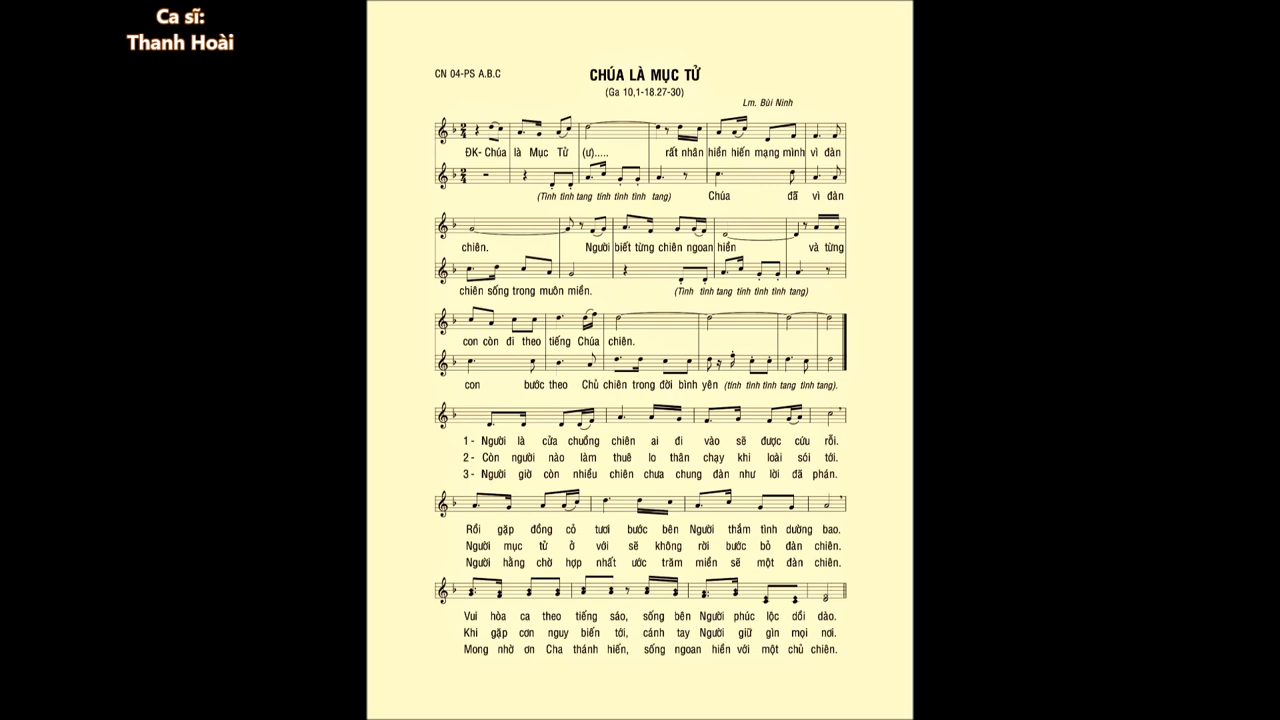 Ca sĩ:
Thanh Hoài
CN 04-PS A.B.C
CHÚA LÀ MỤC TỬ
(Ga 10,1-18.27-30)
Lm. Bùi Ninh
ĐK- Chúa là Mục Tử (ư)..... rất nhân hiền hiến mạng mình vì đàn
(Tình tình tang tính tình tình tang) Chúa đã vì đàn
chiên. Người biết từng chiên ngoan hiền và từng
chiên sống trong muôn miền. (Tình tình tang tính tình tình tang)
con còn đi theo tiếng Chúa chiên.
con bước theo Chủ chiên trong đời bình yên (tính tình tình tang tình tang).
1- Người là cửa chuồng chiên ai đi vào sẽ được cứu rỗi.
2- Còn người nào làm thuê lo thân chạy khi loài sói tới.
3- Người giờ còn nhiều chiên chưa chung đàn như lời đã phán.
Rồi gặp đồng cỏ tươi bước bên Người thắm tình dường bao.
Người mục tử ở với sẽ không rời bước bỏ đàn chiên.
Người hằng chờ hợp nhất ước trăm miền sẽ một đàn chiên.
Vui hòa ca theo tiếng sáo, sống bên Người phúc lộc dồi dào.
Khi gặp cơn nguy biến tới, cánh tay Người giữ gìn mọi nơi.
Mong nhờ ơn Cha thánh hiến, sống ngoan hiền với một chủ chiên.